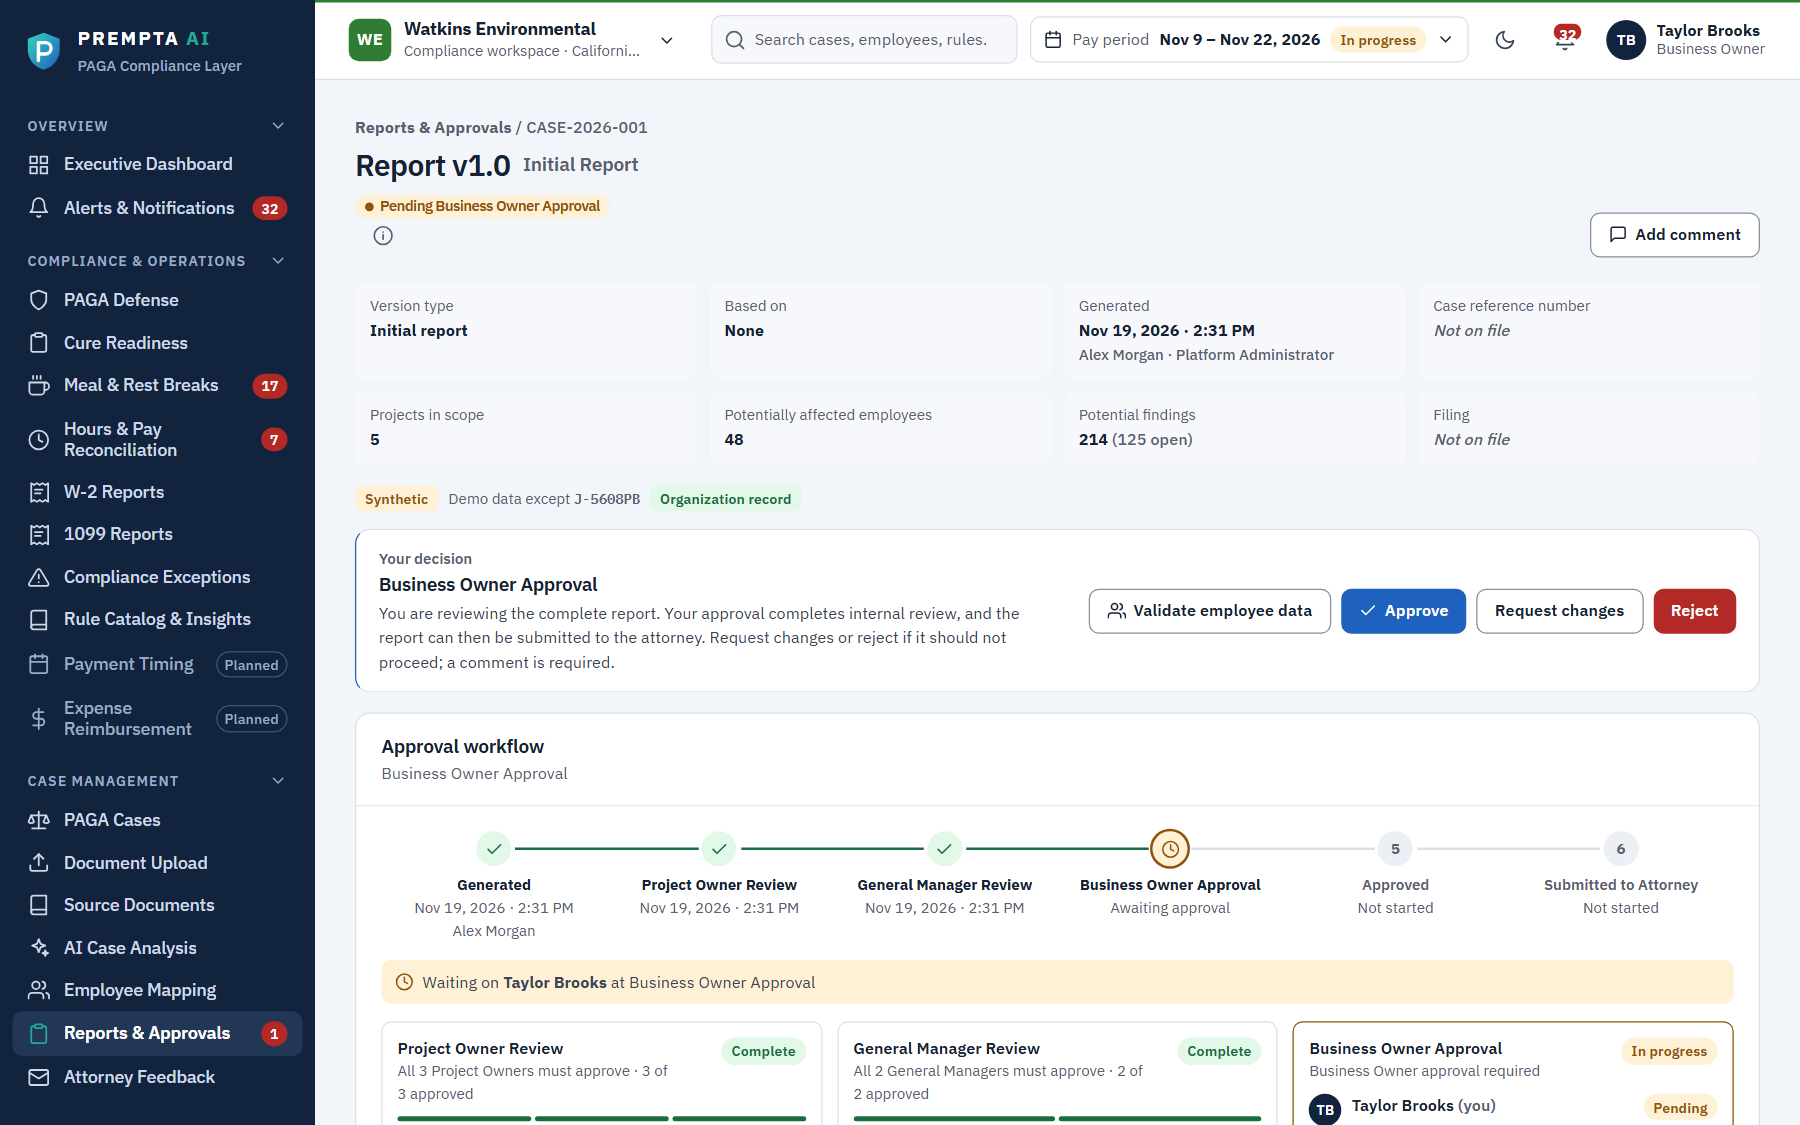 PREMPTA AI
PAGA Compliance Layer
OVERVIEW
Executive Dashboard
Alerts & Notifications 32
COMPLIANCE & OPERATIONS
PAGA Defense
Cure Readiness
Meal & Rest Breaks 17
Hours & Pay
Reconciliation 7
W-2 Reports
1099 Reports
Compliance Exceptions
Rule Catalog & Insights
Payment Timing Planned
Expense
Reimbursement Planned
CASE MANAGEMENT
PAGA Cases
Document Upload
Source Documents
AI Case Analysis
Employee Mapping
Reports & Approvals 1
Attorney Feedback
WE
Watkins Environmental
Compliance workspace · Californi...
Search cases, employees, rules.
Pay period Nov 9 – Nov 22, 2026 In progress
32
TB
Taylor Brooks
Business Owner
Reports & Approvals / CASE-2026-001
Report v1.0 Initial Report
Pending Business Owner Approval
Add comment
Version type
Initial report
Based on
None
Generated
Nov 19, 2026 · 2:31 PM
Alex Morgan · Platform Administrator
Case reference number
Not on file
Projects in scope
5
Potentially affected employees
48
Potential findings
214 (125 open)
Filing
Not on file
Synthetic Demo data except J-5608PB Organization record
Your decision
Business Owner Approval
You are reviewing the complete report. Your approval completes internal review, and the
report can then be submitted to the attorney. Request changes or reject if it should not
proceed; a comment is required.
Validate employee data Approve Request changes Reject
Approval workflow
Business Owner Approval
Generated
Nov 19, 2026 · 2:31 PM
Alex Morgan
Project Owner Review
Nov 19, 2026 · 2:31 PM
General Manager Review
Nov 19, 2026 · 2:31 PM
Business Owner Approval
Awaiting approval
5
Approved
Not started
6
Submitted to Attorney
Not started
Waiting on Taylor Brooks at Business Owner Approval
Project Owner Review Complete
All 3 Project Owners must approve · 3 of
3 approved
General Manager Review Complete
All 2 General Managers must approve · 2 of
2 approved
Business Owner Approval In progress
Business Owner approval required
TB Taylor Brooks (you) Pending